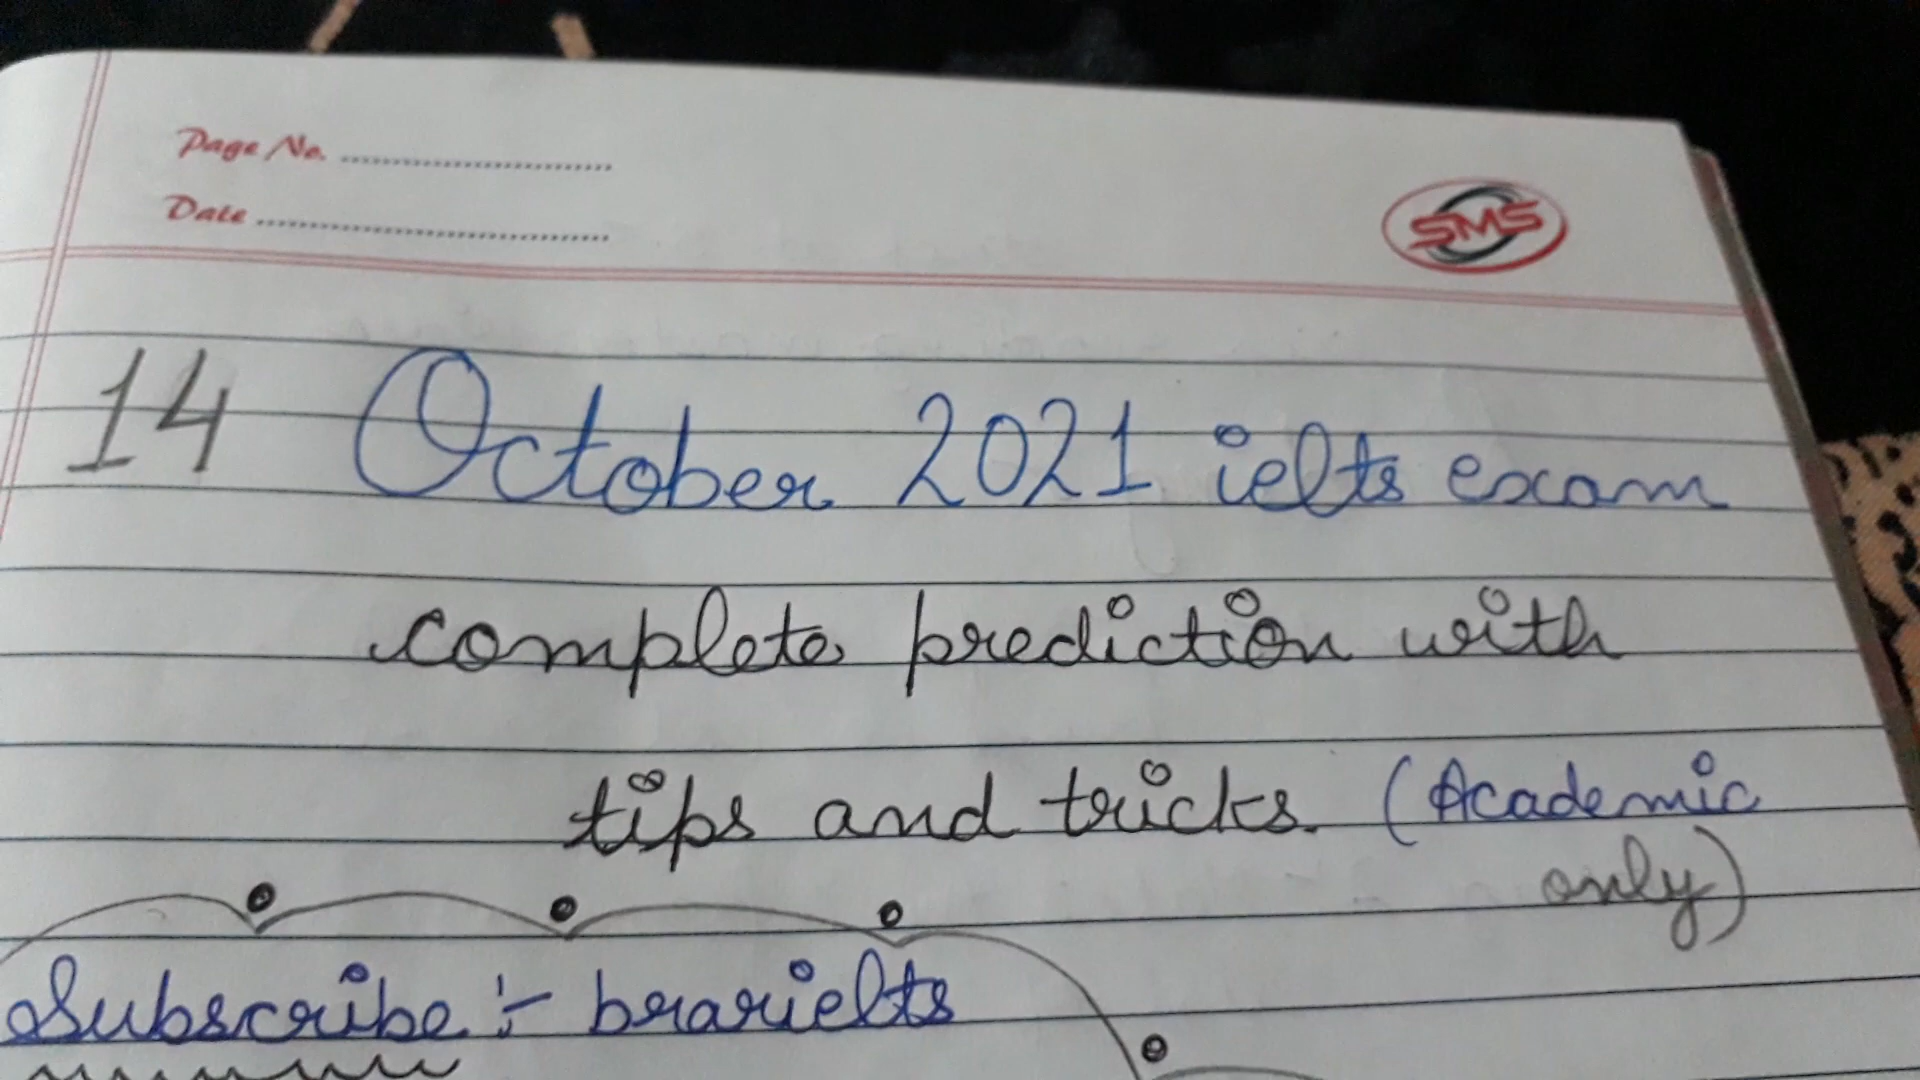 Page No. ..............................
Date .......................................
SMS
14 October 2021 ielts exam
complete prediction with
tips and tricks. (Academic
only)
Subscribe :- brarielts